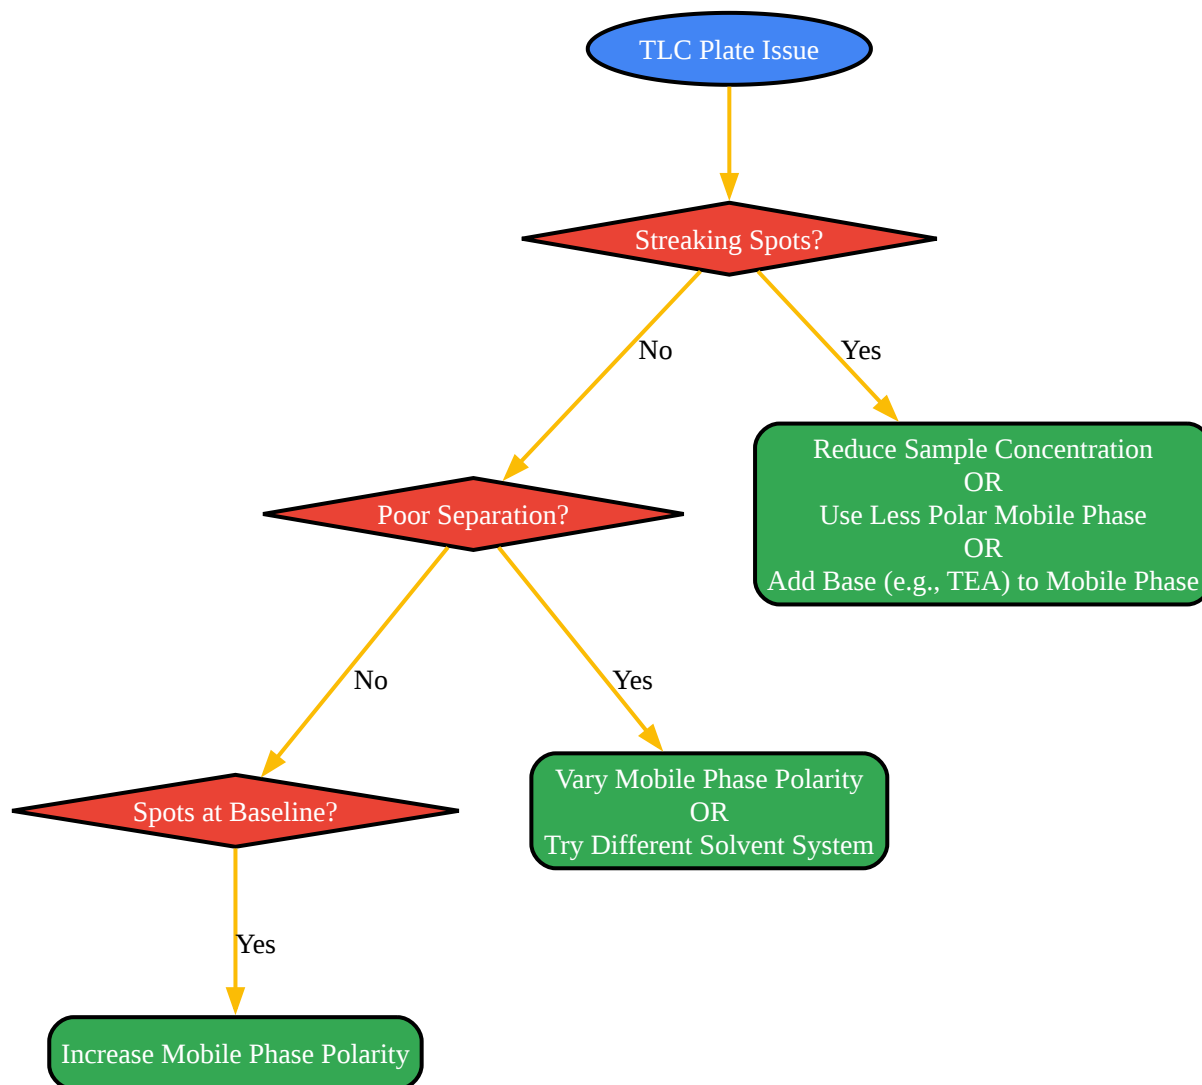 TLC Plate Issue
Streaking Spots?
No
Yes
Reduce Sample Concentration
OR
Use Less Polar Mobile Phase
OR
Add Base (e.g., TEA) to Mobile Phase
Poor Separation?
No
Yes
Vary Mobile Phase Polarity
OR
Try Different Solvent System
Spots at Baseline?
Yes
Increase Mobile Phase Polarity